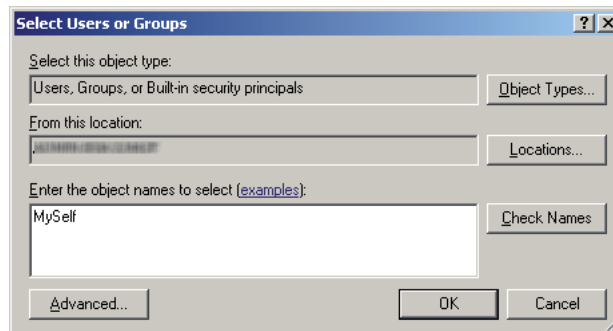 Select Users or Groups
Select this object type:
Users, Groups, or Built-in security principals
Object Types...
From this location:
Locations...
Enter the object names to select (examples):
MySelf
Check Names
Advanced...
OK
Cancel